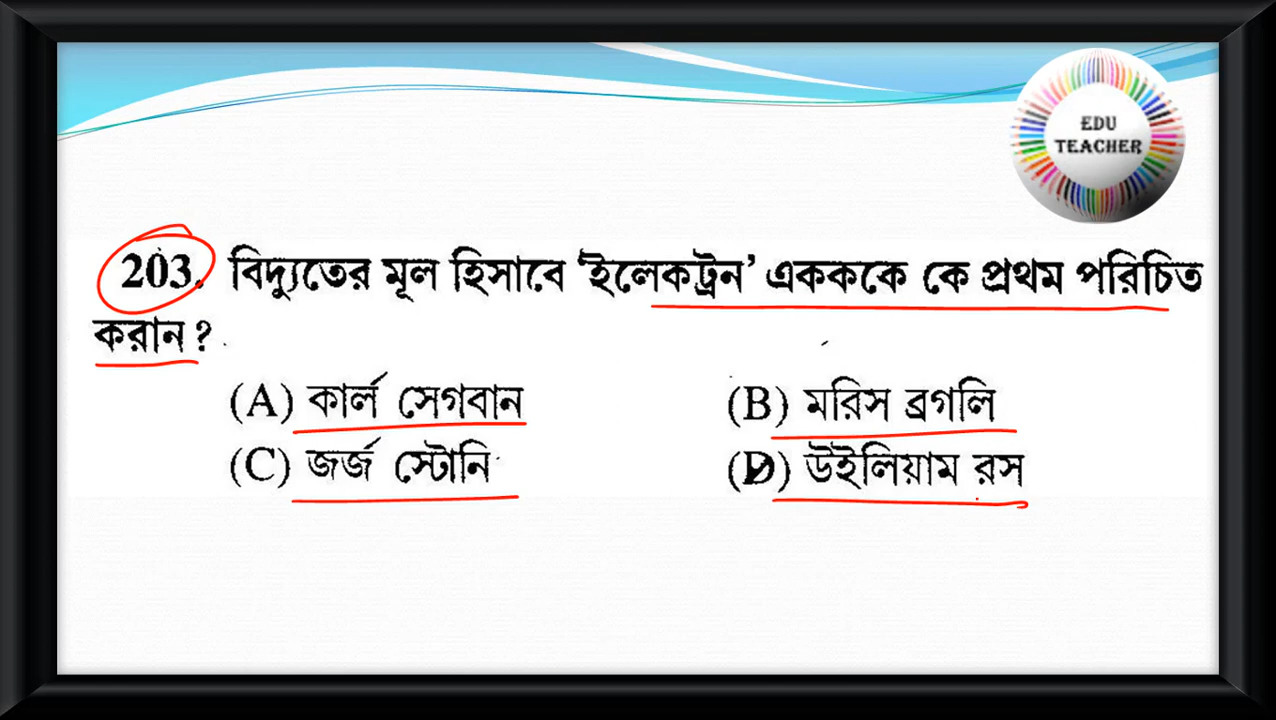 EDU
TEACHER
203. বিদ্যুতের মূল হিসাবে 'ইলেকট্রন' একককে কে প্রথম পরিচিত
করান ?
(A) কার্ল সেগবান (B) মরিস ব্রগলি
(C) জর্জ স্টোনি (D) উইলিয়াম রস